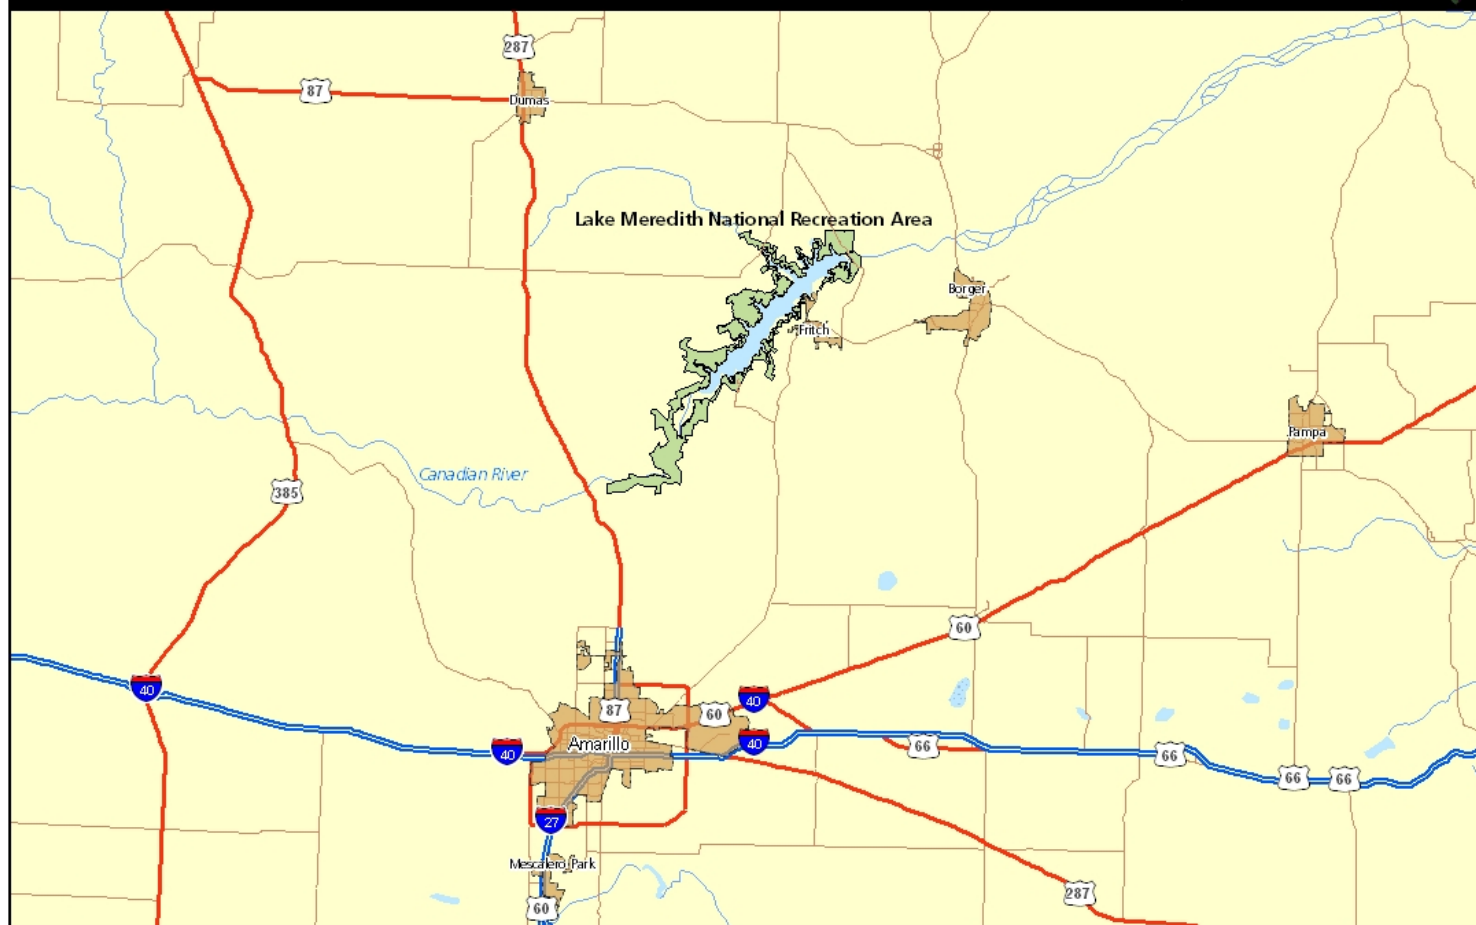 287
87
Dumas
Lake Meredith National Recreation Area
Borger
Fritch
Pampa
Canadian River
385
60
40
40
87
60
40
Amarillo
40
66
66
66
66
27
Mescalero Park
287
60